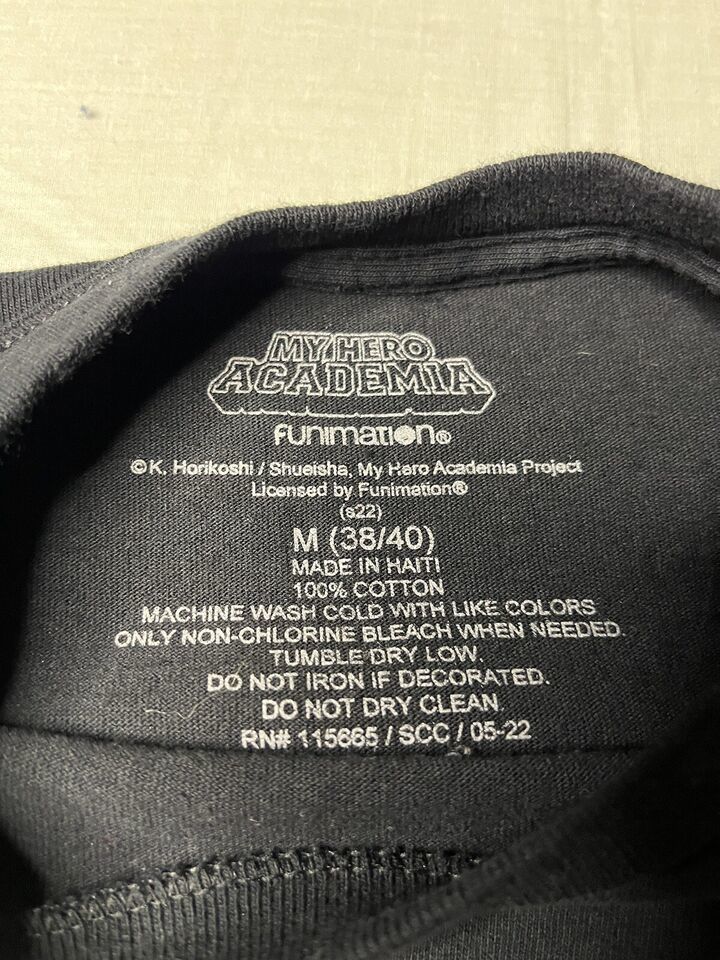 MY HERO
ACADEMIA
FUNIMATION®
©K. Horikoshi / Shueisha, My Hero Academia Project
Licensed by Funimation®
(s22)
M (38/40)
MADE IN HAITI
100% COTTON
MACHINE WASH COLD WITH LIKE COLORS
ONLY NON-CHLORINE BLEACH WHEN NEEDED.
TUMBLE DRY LOW.
DO NOT IRON IF DECORATED.
DO NOT DRY CLEAN.
RN# 115665 / SCC / 05-22